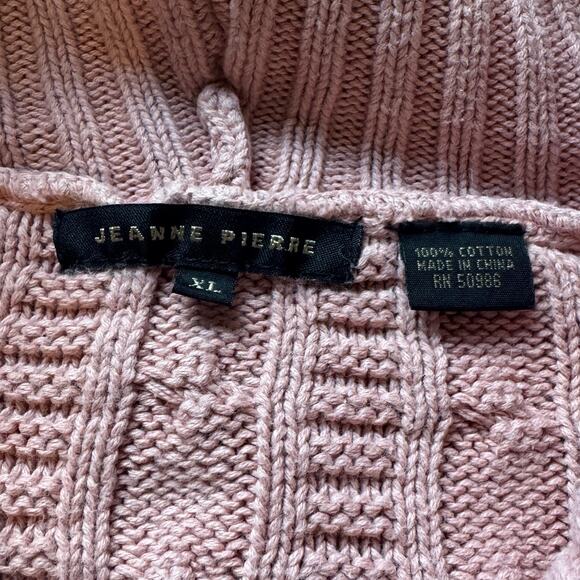 JEANNE PIERRE
XL
100% COTTON
MADE IN CHINA
RN 50986